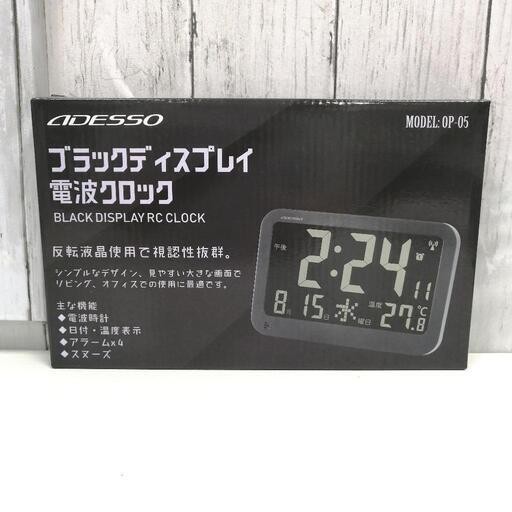 ADESSO
MODEL: OP-05
ブラックディスプレイ
電波クロック
BLACK DISPLAY RC CLOCK
反転液晶使用で視認性抜群。
シンプルなデザイン、見やすい大きな画面で
リビング、オフィスでの使用に最適です。
主な機能
◆電波時計
◆日付・温度表示
◆アラームx4
◆スヌーズ
ADESSO
午後 2:24 11
8月 15日 水曜日 温度 27.8℃